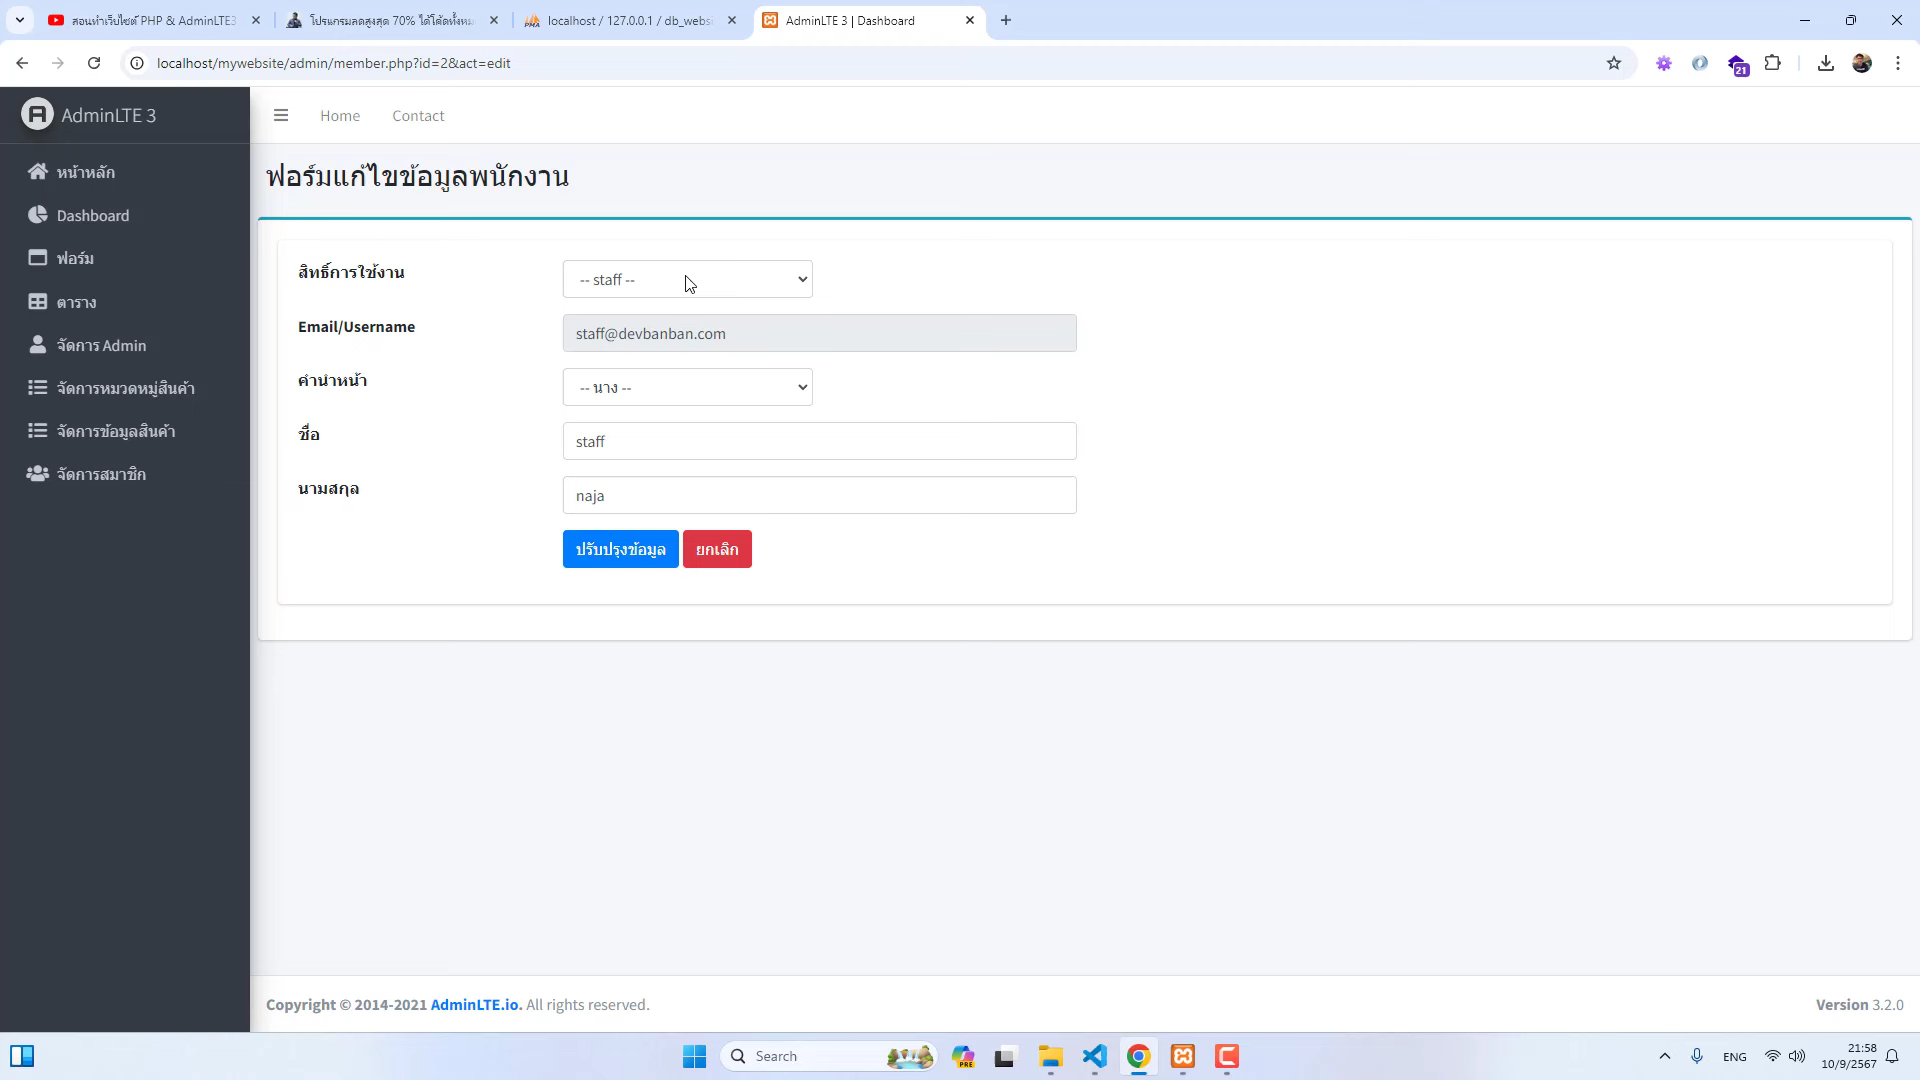 สอนทำเว็บไซต์ PHP & AdminLTE3
โปรแกรมลดสูงสุด 70% ได้โค้ดทั้งหม
localhost / 127.0.0.1 / db_webs
AdminLTE 3 | Dashboard
localhost/mywebsite/admin/member.php?id=2&act=edit
21
AdminLTE 3
Home
Contact
หน้าหลัก
Dashboard
ฟอร์ม
ตาราง
จัดการ Admin
จัดการหมวดหมู่สินค้า
จัดการข้อมูลสินค้า
จัดการสมาชิก
ฟอร์มแก้ไขข้อมูลพนักงาน
สิทธิ์การใช้งาน
-- staff --
Email/Username
staff@devbanban.com
คำนำหน้า
-- นาง --
ชื่อ
staff
นามสกุล
naja
ปรับปรุงข้อมูล
ยกเลิก
Copyright © 2014-2021 AdminLTE.io. All rights reserved.
Version 3.2.0
Search
PRE
ENG
21:58
10/9/2567